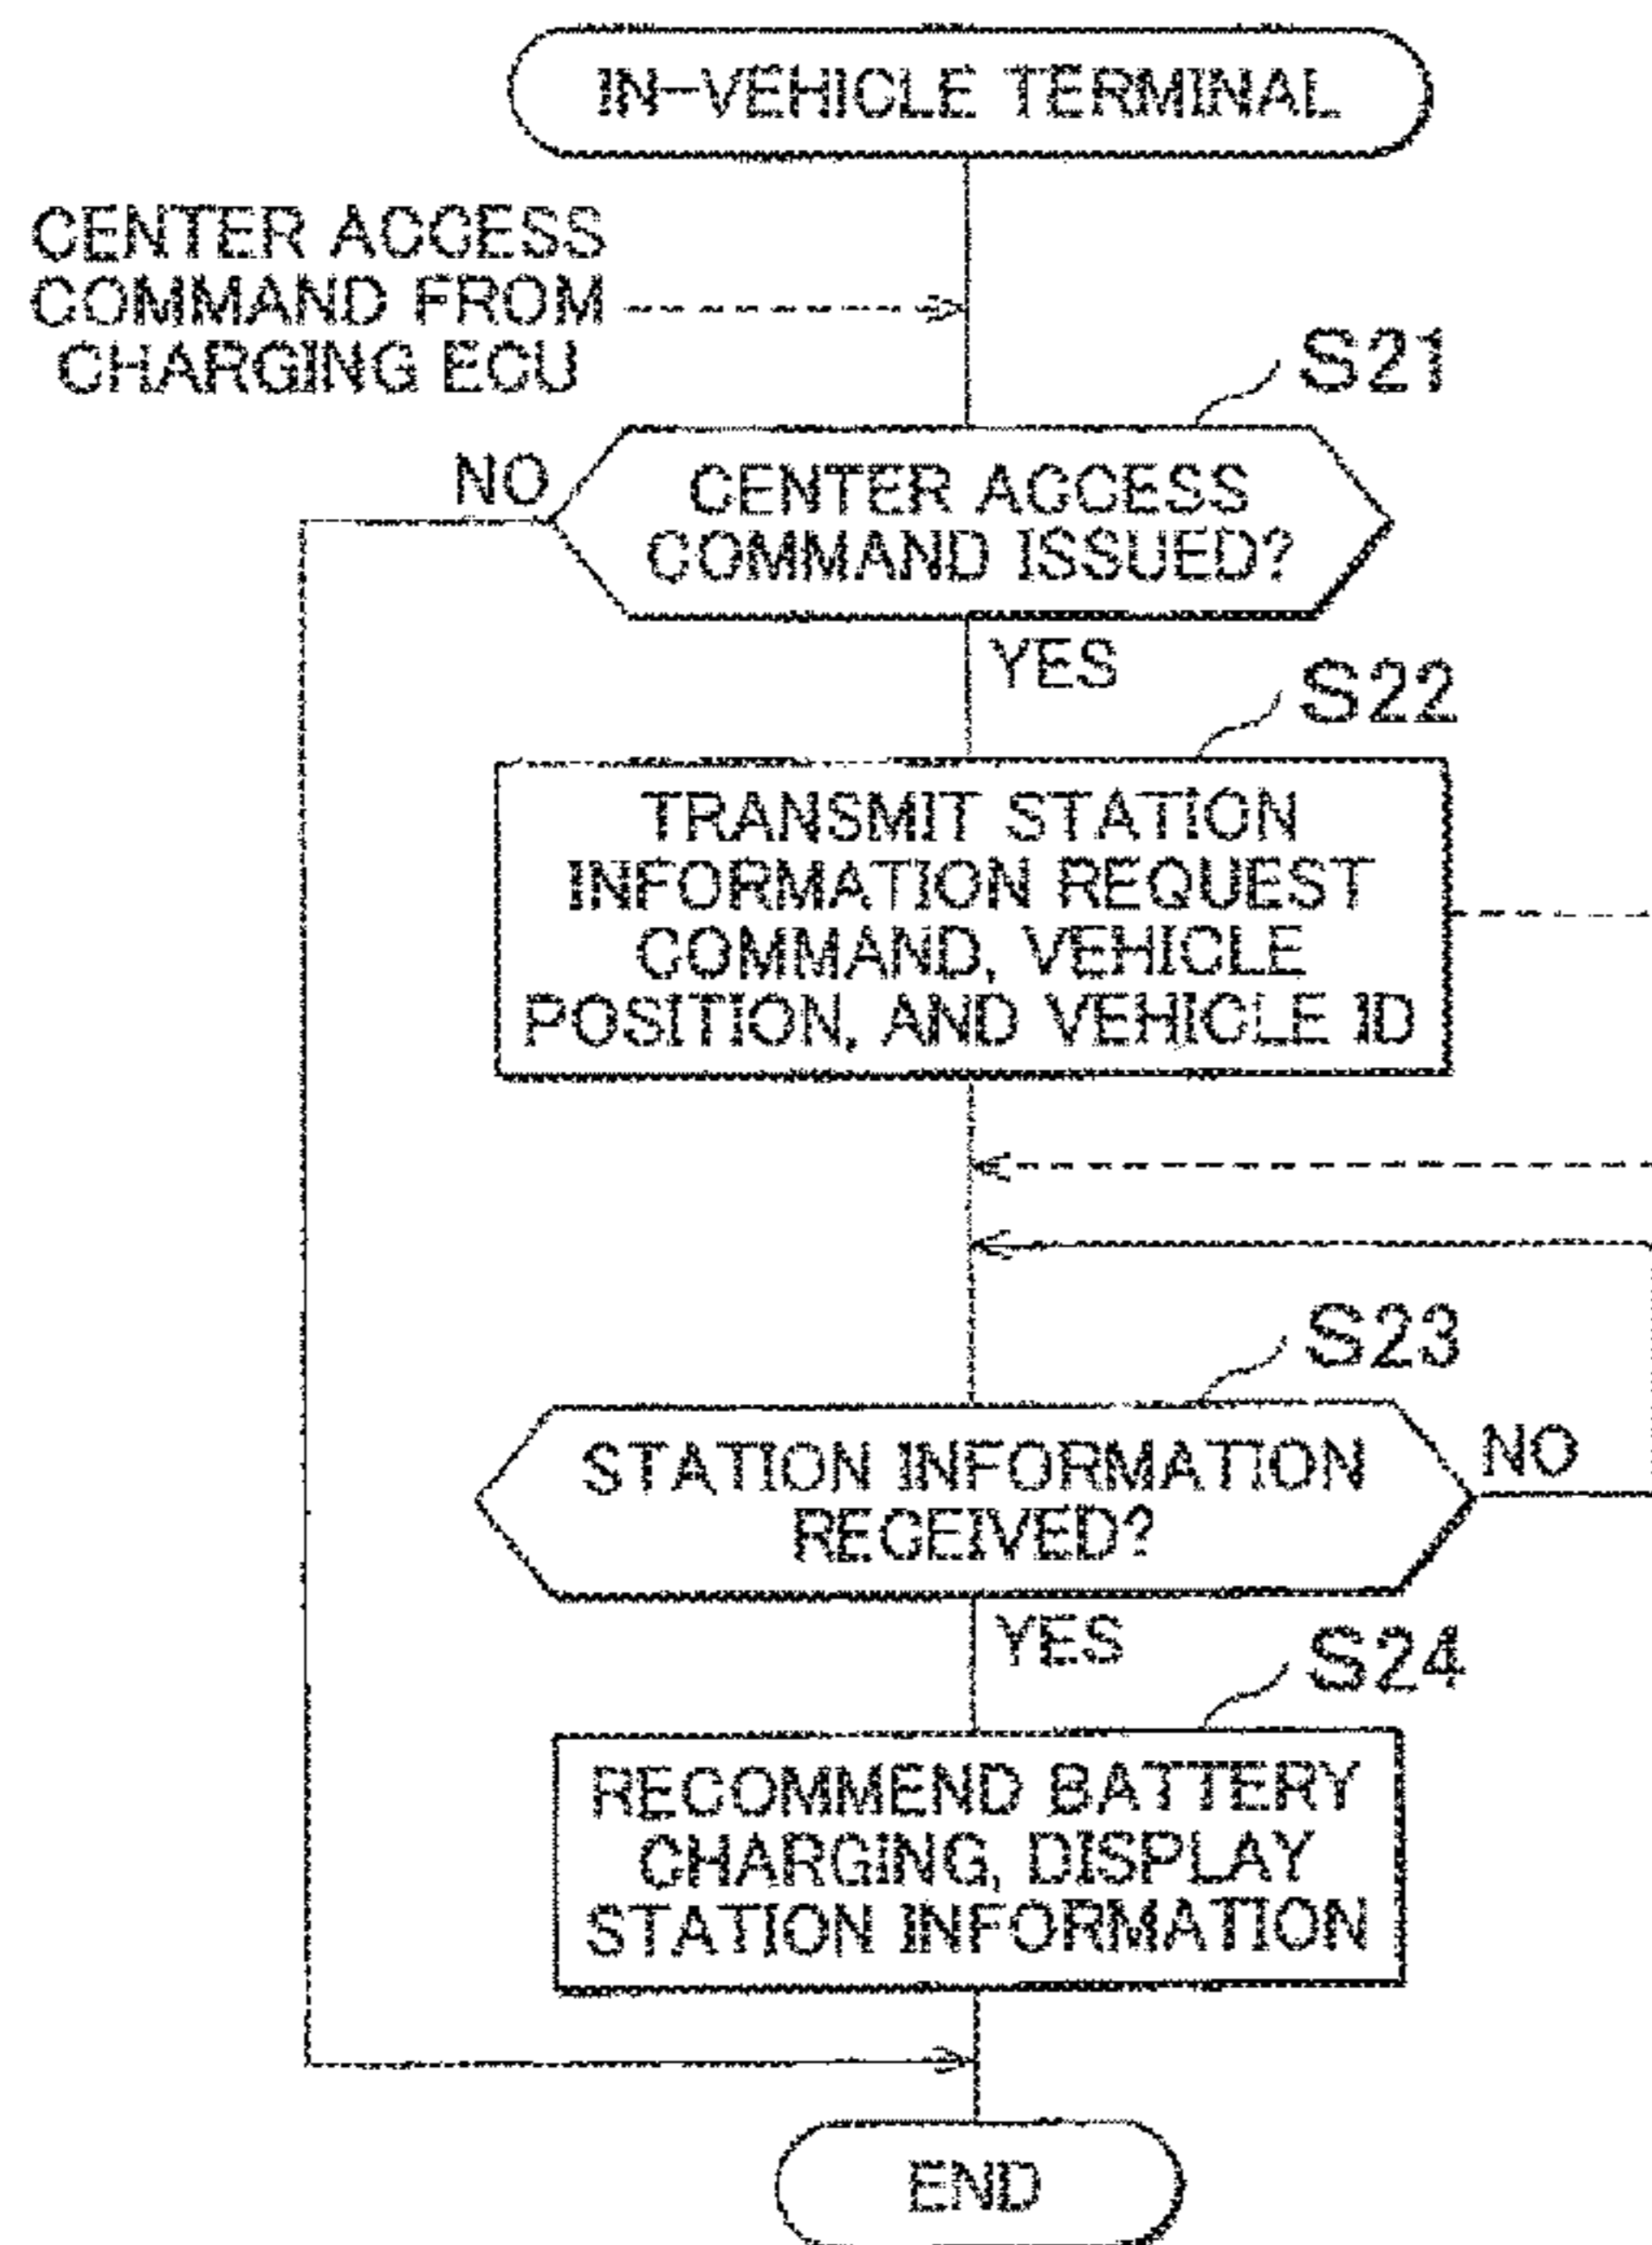 IN-VEHICLE TERMINAL
CENTER ACCESS
COMMAND FROM
CHARGING ECU
S21
NO
CENTER ACCESS
COMMAND ISSUED?
YES
S22
TRANSMIT STATION
INFORMATION REQUEST
COMMAND, VEHICLE
POSITION, AND VEHICLE ID
S23
STATION INFORMATION
RECEIVED?
NO
YES
S24
RECOMMEND BATTERY
CHARGING, DISPLAY
STATION INFORMATION
END